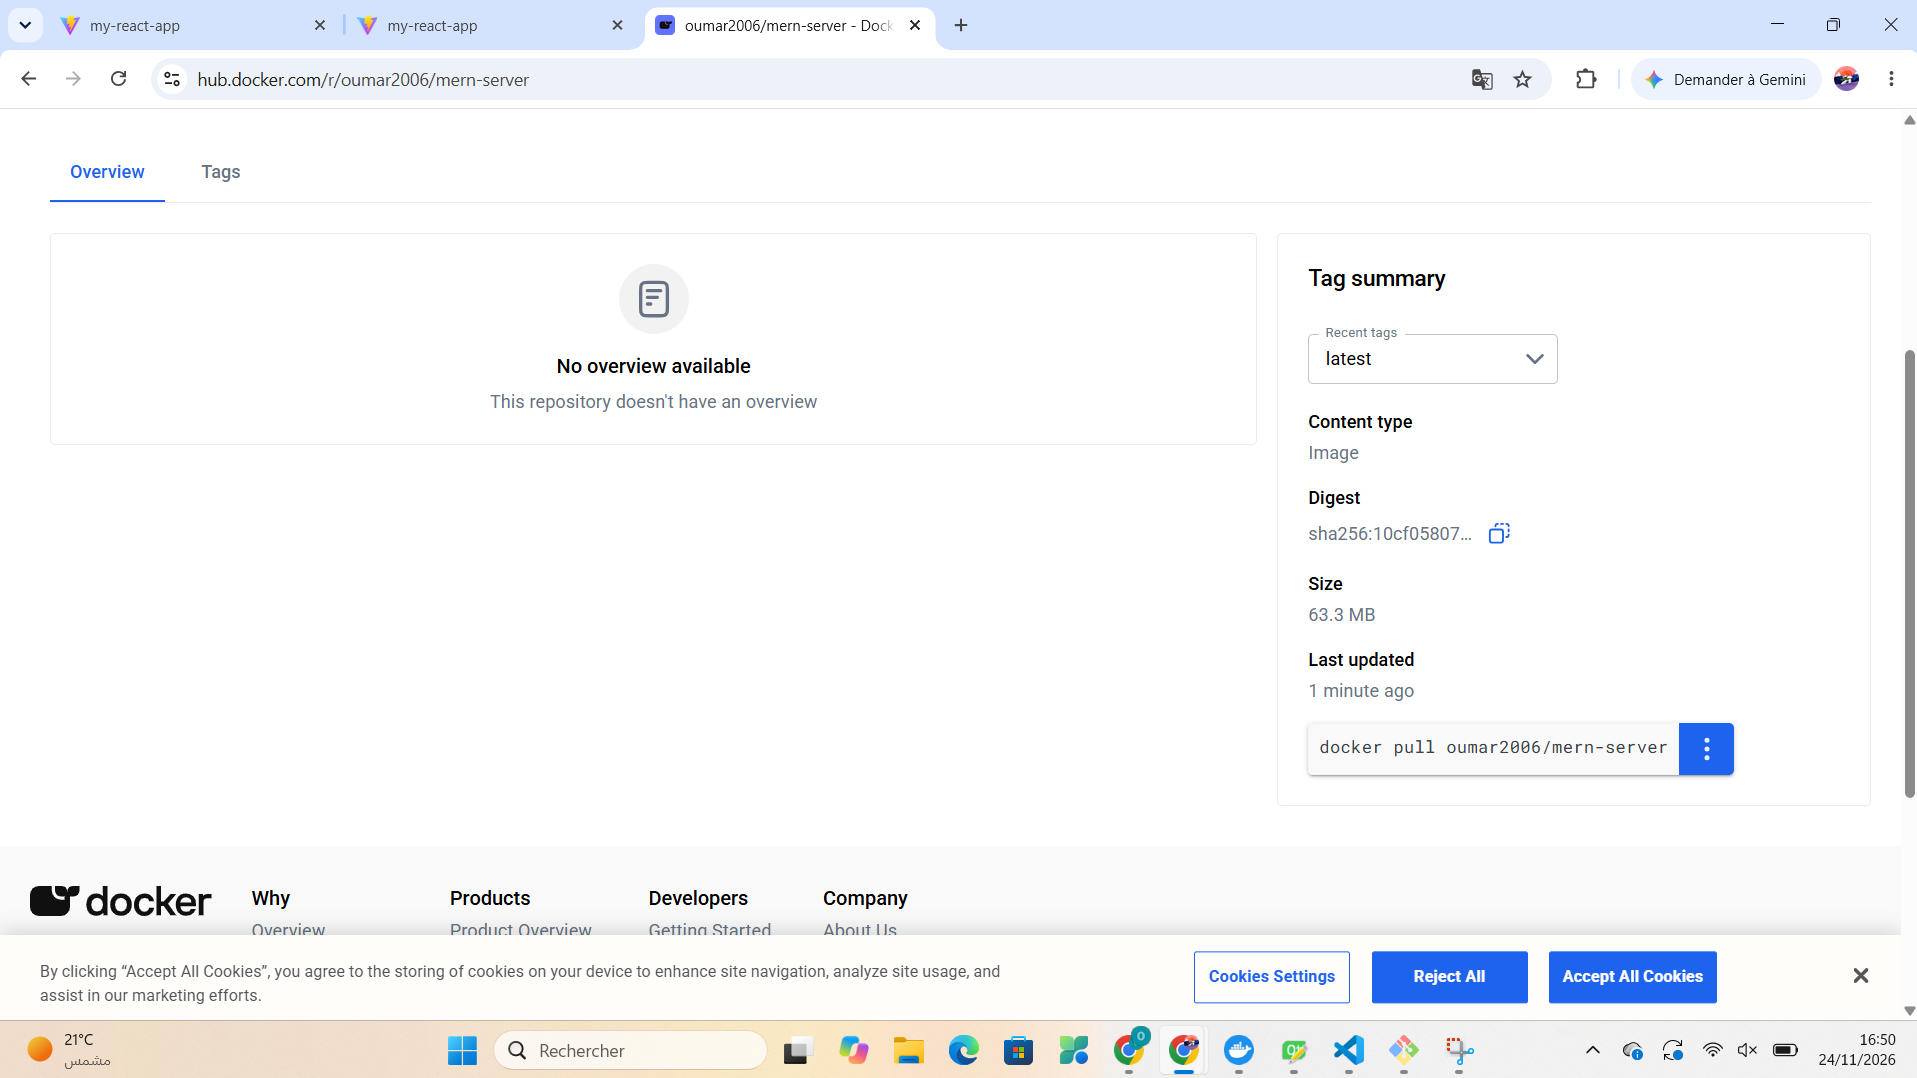 my-react-app
my-react-app
oumar2006/mern-server - Doc
hub.docker.com/r/oumar2006/mern-server
Demander à Gemini
Overview
Tags
No overview available
This repository doesn't have an overview
Tag summary
Recent tags
latest
Content type
Image
Digest
sha256:10cf05807...
Size
63.3 MB
Last updated
1 minute ago
docker pull oumar2006/mern-server
docker
Why
Products
Developers
Company
Overview
Product Overview
Getting Started
About Us
By clicking “Accept All Cookies”, you agree to the storing of cookies on your device to enhance site navigation, analyze site usage, and
assist in our marketing efforts.
Cookies Settings
Reject All
Accept All Cookies
21°C
مشمس
Rechercher
0
16:50
24/11/2026